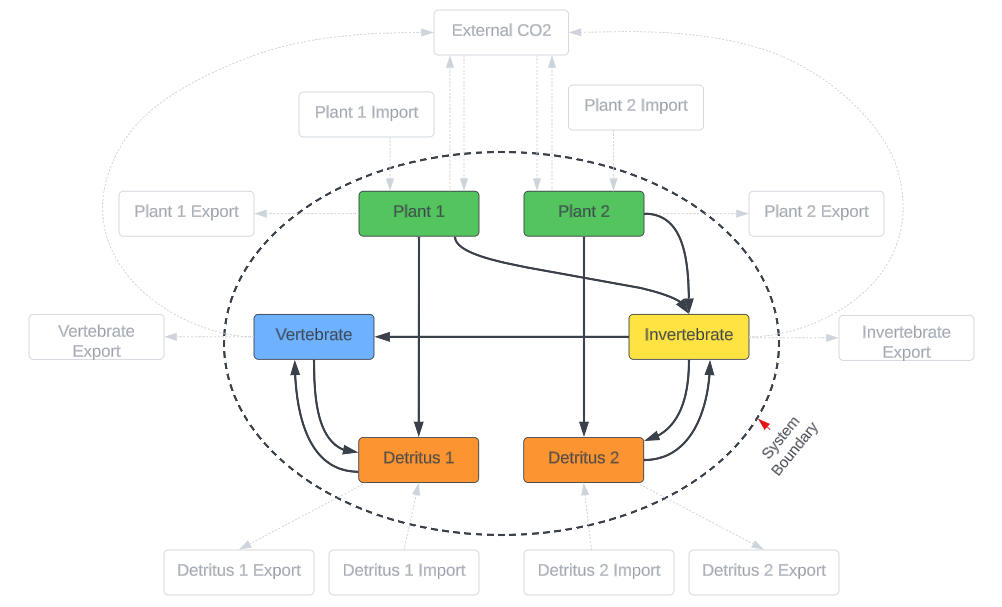 External CO2
Plant 1 Import
Plant 2 Import
Plant 1 Export
Plant 1
Plant 2
Plant 2 Export
Vertebrate
Export
Vertebrate
Invertebrate
Invertebrate
Export
System
Boundary
Detritus 1
Detritus 2
Detritus 1 Export
Detritus 1 Import
Detritus 2 Import
Detritus 2 Export